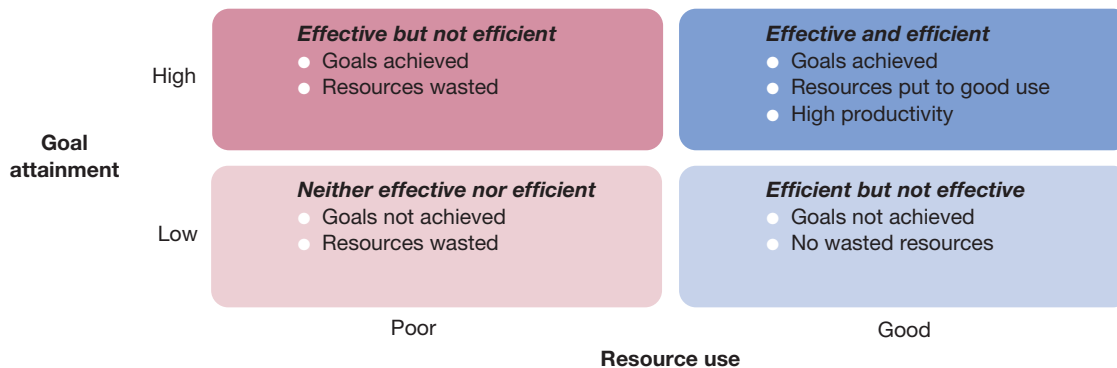 Effective but not efficient
Goals achieved
Resources wasted
Effective and efficient
Goals achieved
Resources put to good use
High productivity
High
Goal
attainment
Neither effective nor efficient
Goals not achieved
Resources wasted
Efficient but not effective
Goals not achieved
No wasted resources
Low
Poor
Good
Resource use